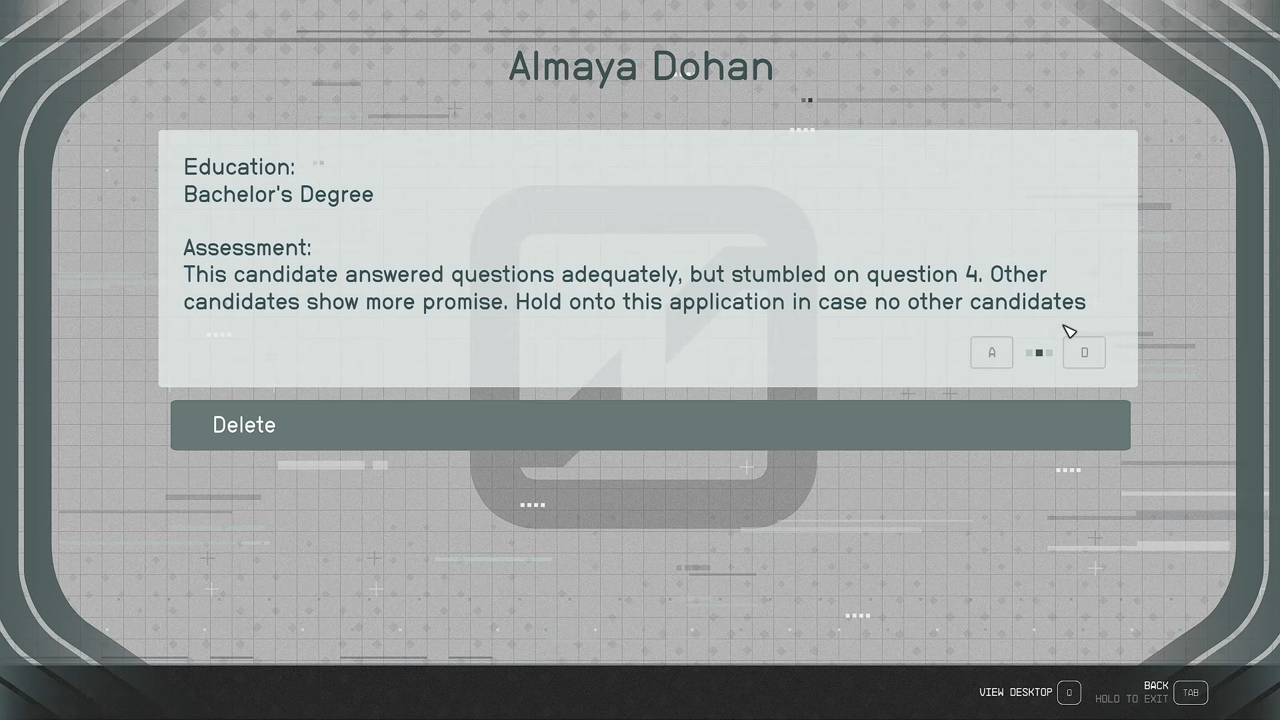 Almaya Dohan
Education:
Bachelor's Degree
Assessment:
This candidate answered questions adequately, but stumbled on question 4. Other
candidates show more promise. Hold onto this application in case no other candidates
A
D
Delete
VIEW DESKTOP
Q
BACK
HOLD TO EXIT
TAB